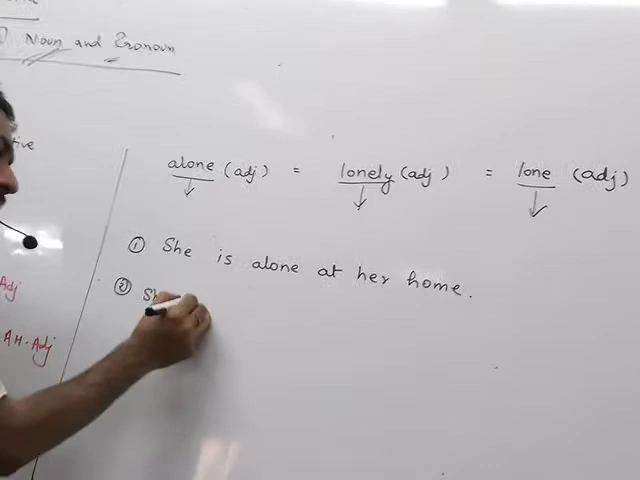 Noun and Pronoun
tive
alone (adj) = lonely (adj) = lone (adj)
① She is alone at her home.
② Sh
Adj
AH. Adj